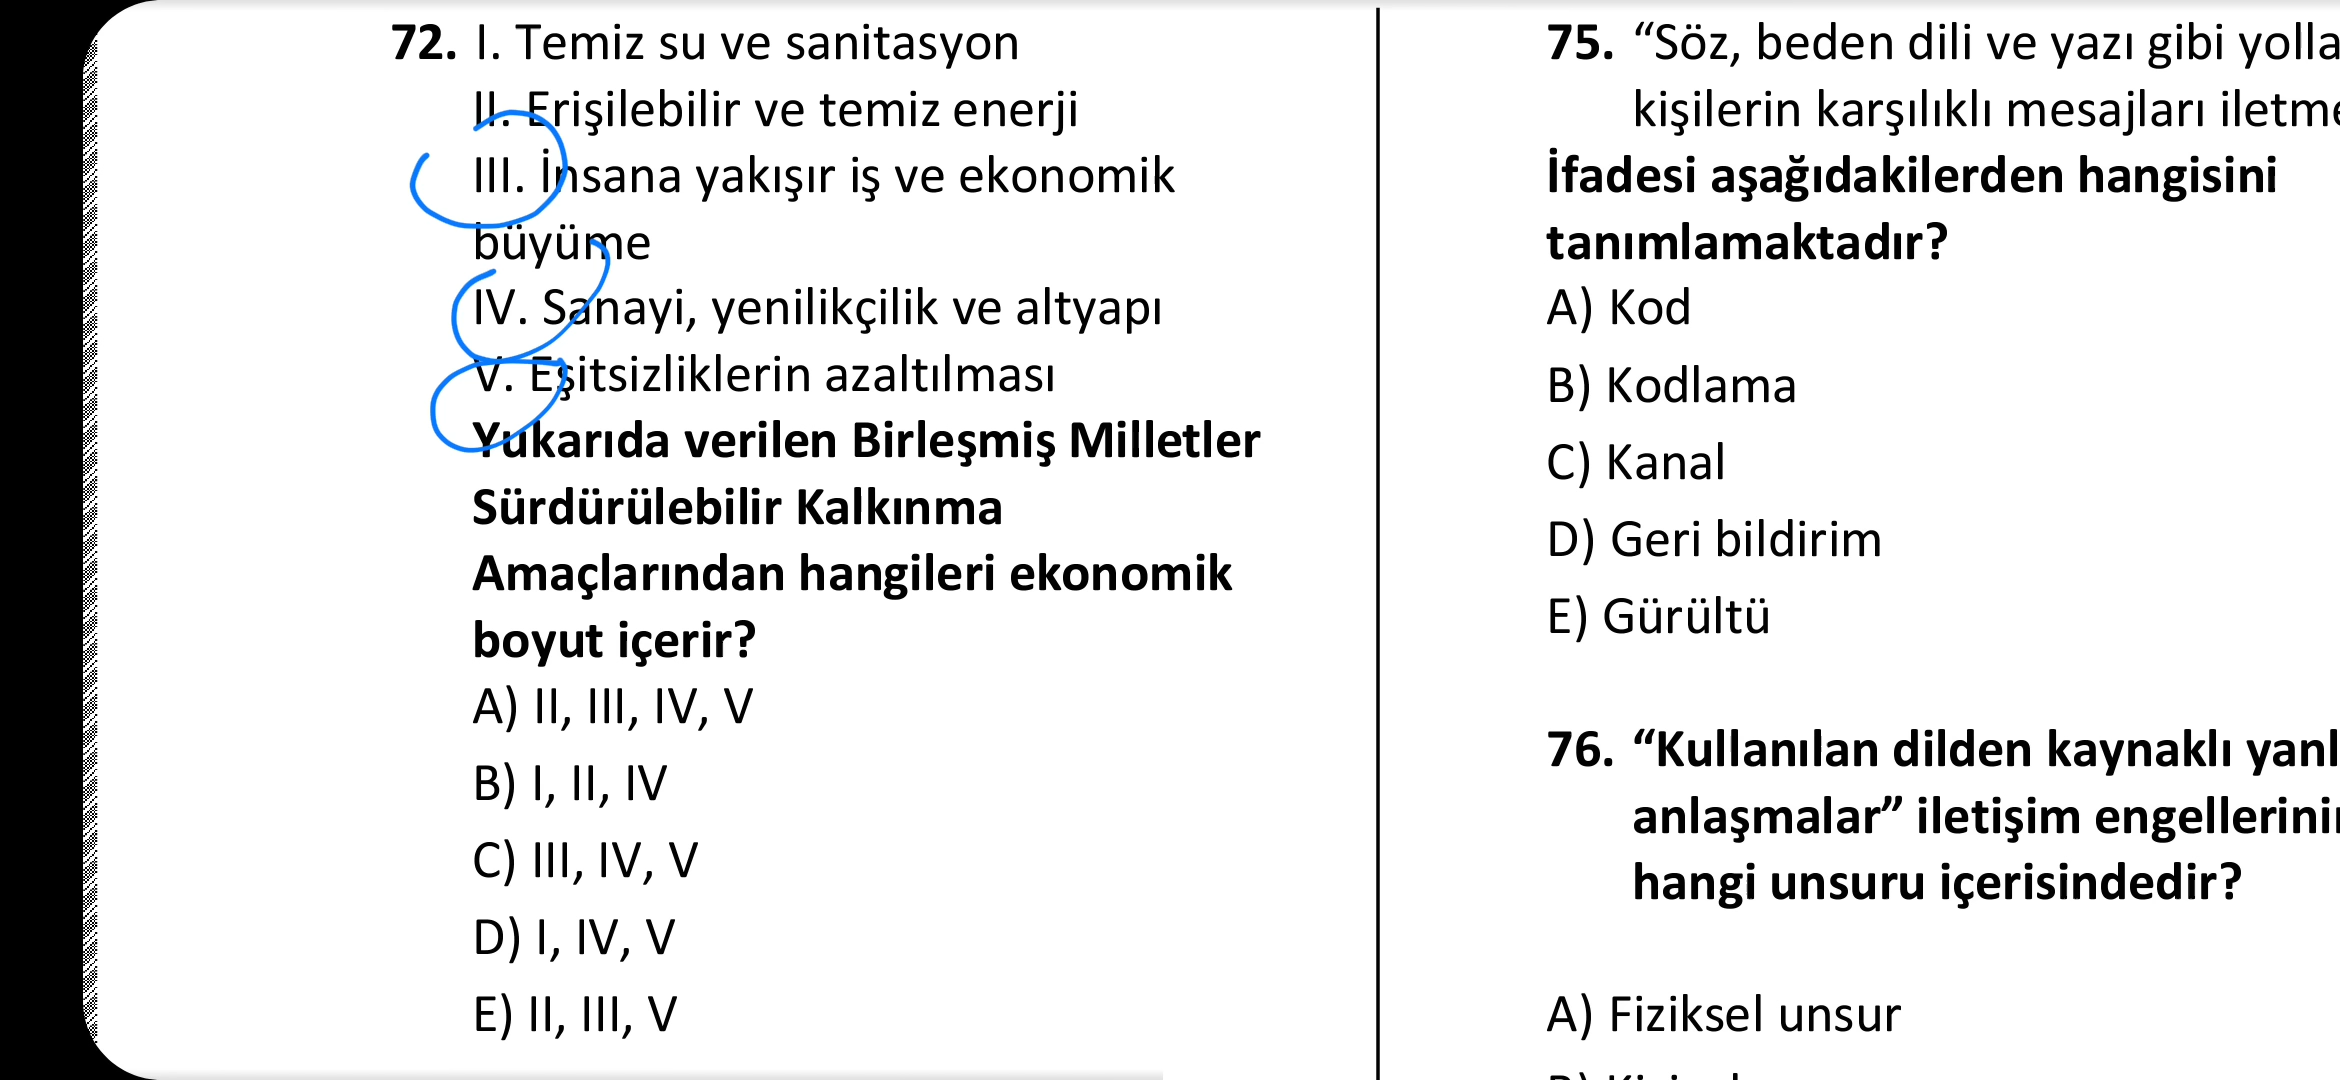 72. I. Temiz su ve sanitasyon
II. Erişilebilir ve temiz enerji
III. İnsana yakışır iş ve ekonomik
büyüme
IV. Sanayi, yenilikçilik ve altyapı
V. Eşitsizliklerin azaltılması
Yukarıda verilen Birleşmiş Milletler
Sürdürülebilir Kalkınma
Amaçlarından hangileri ekonomik
boyut içerir?
A) II, III, IV, V
B) I, II, IV
C) III, IV, V
D) I, IV, V
E) II, III, V
75. “Söz, beden dili ve yazı gibi
kişilerin karşılıklı mesajları
İfadesi aşağıdakilerden hangisini
tanımlamaktadır?
A) Kod
B) Kodlama
C) Kanal
D) Geri bildirim
E) Gürültü
76. “Kullanılan dilden kaynaklı
anlaşmalar” iletişim
hangi unsuru içerisindedir?
A) Fiziksel unsur